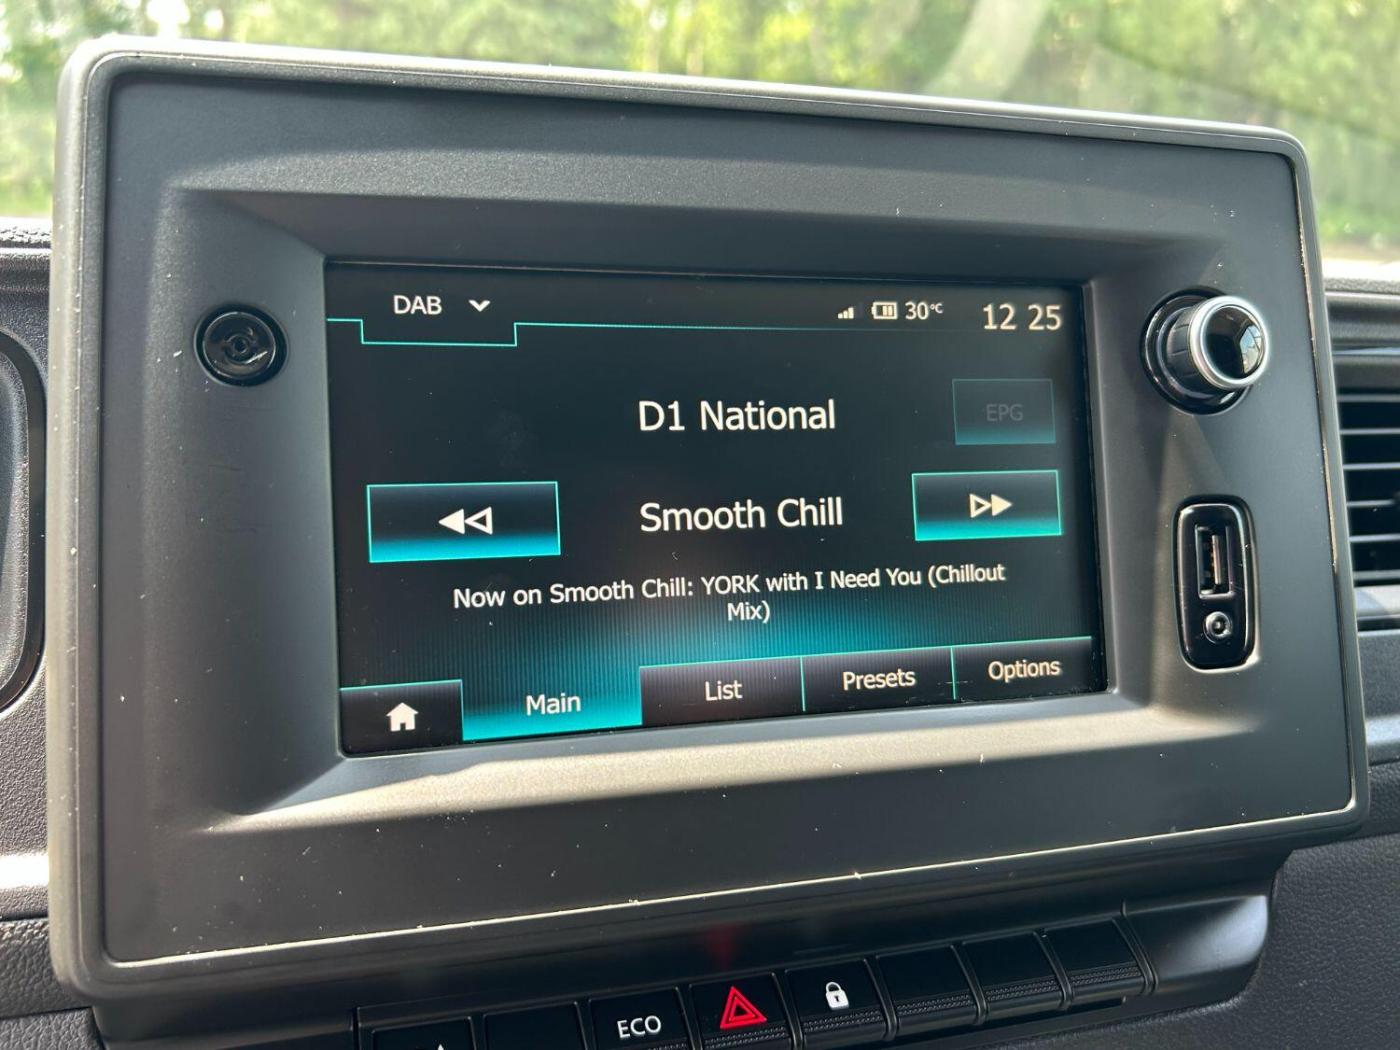 DAB
30°C
12 25
D1 National
EPG
Smooth Chill
Now on Smooth Chill: YORK with I Need You (Chillout
Mix)
Main
List
Presets
Options
ECO